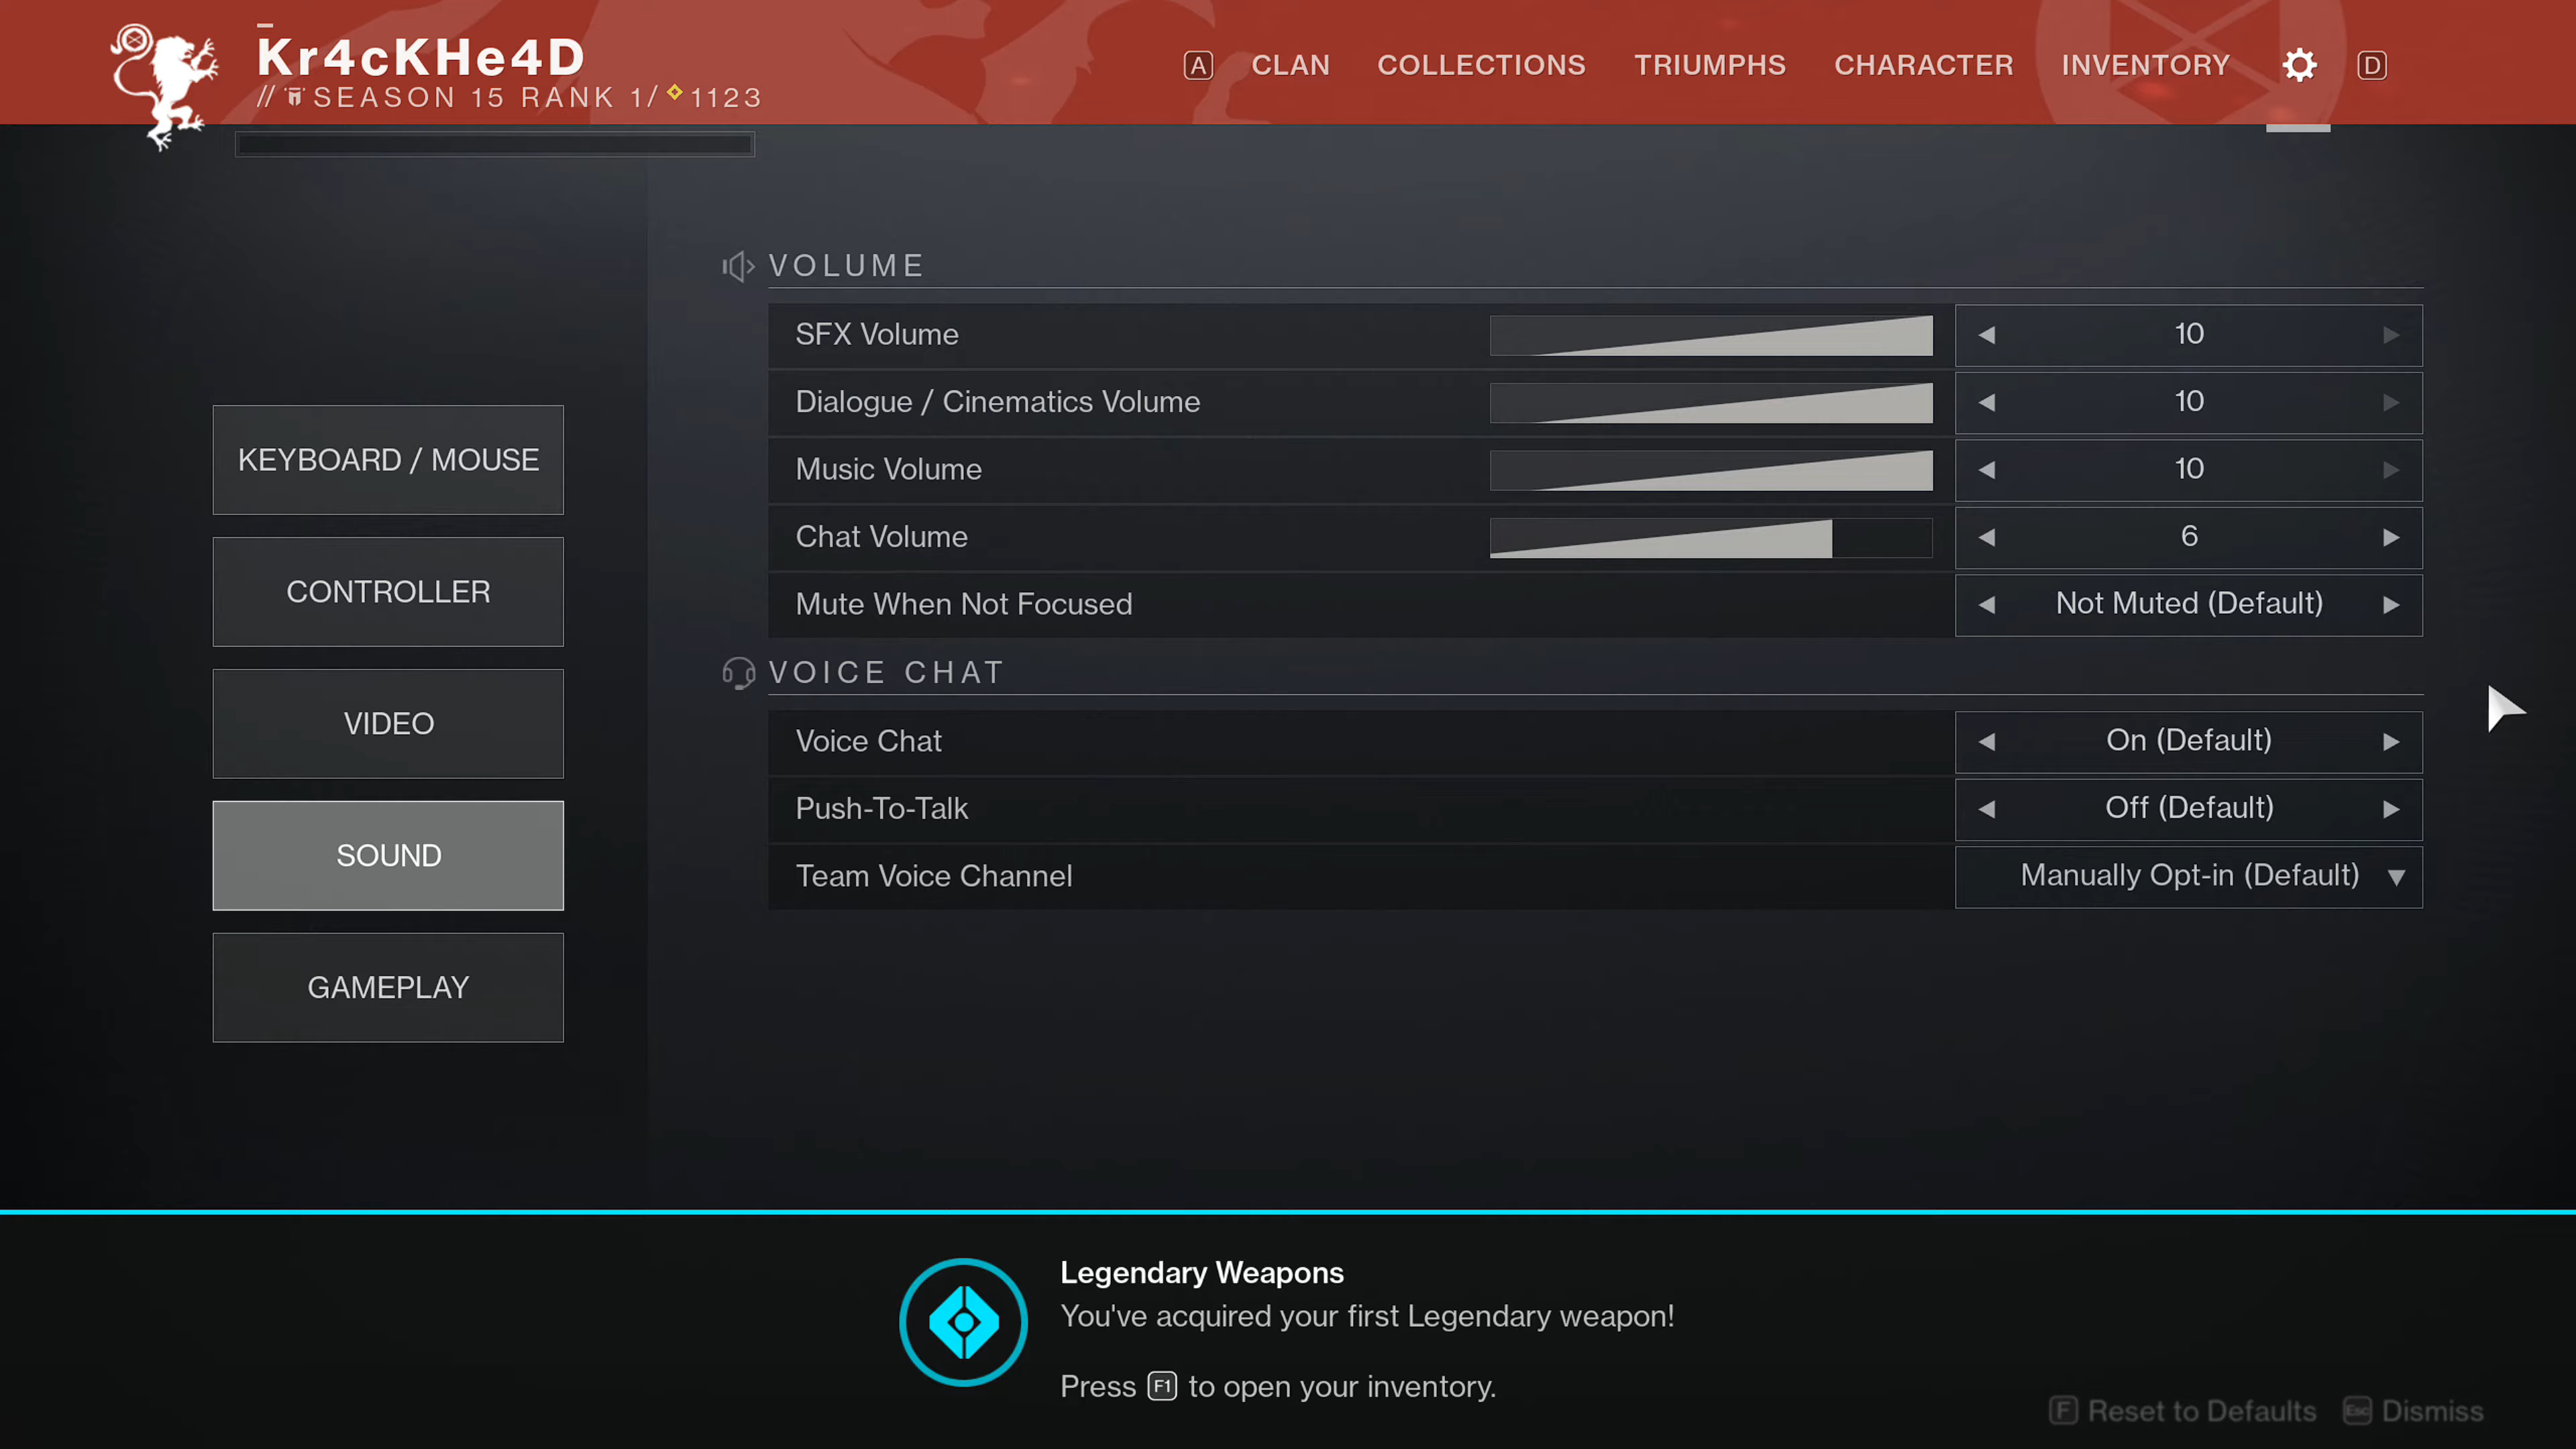 Kr4cKHe4D
// SEASON 15 RANK 1/ 1123
A CLAN COLLECTIONS TRIUMPHS CHARACTER INVENTORY D
KEYBOARD / MOUSE
CONTROLLER
VIDEO
SOUND
GAMEPLAY
VOLUME
SFX Volume 10
Dialogue / Cinematics Volume 10
Music Volume 10
Chat Volume 6
Mute When Not Focused Not Muted (Default)
VOICE CHAT
Voice Chat On (Default)
Push-To-Talk Off (Default)
Team Voice Channel Manually Opt-in (Default)
Legendary Weapons
You've acquired your first Legendary weapon!
Press F1 to open your inventory.
F Reset to Defaults Esc Dismiss